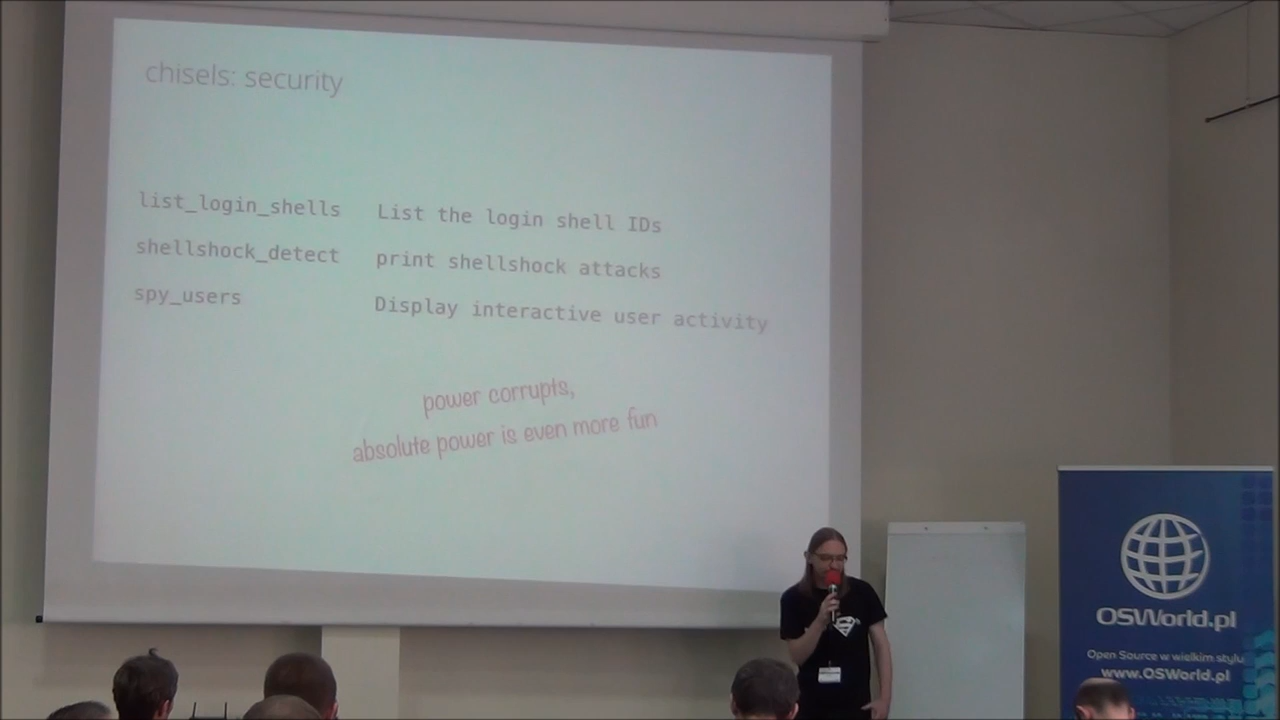 chisels: security
list_login_shells List the login shell IDs
shellshock_detect print shellshock attacks
spy_users Display interactive user activity
power corrupts,
absolute power is even more fun
OSWorld.pl
Open Source w wielkim stylu
www.OSWorld.pl